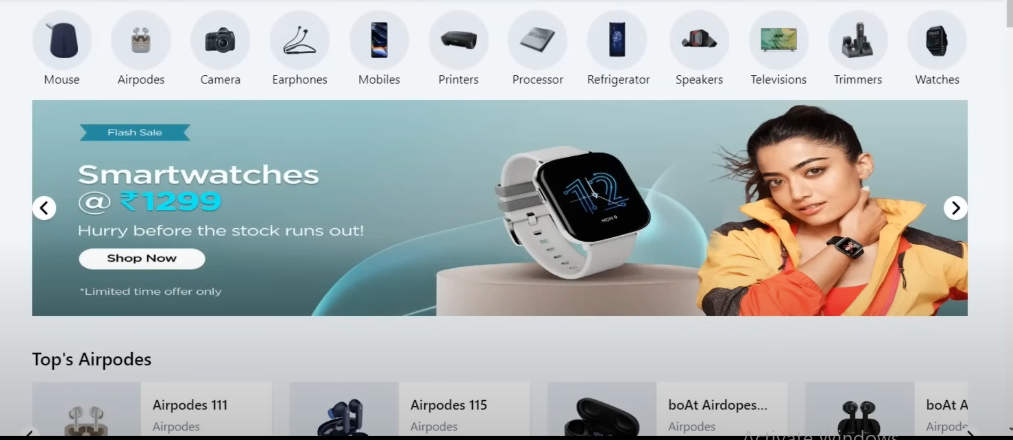 Mouse
Airpodes
Camera
Earphones
Mobiles
Printers
Processor
Refrigerator
Speakers
Televisions
Trimmers
Watches
Flash Sale
Smartwatches
@ ₹1299
Hurry before the stock runs out!
Shop Now
*Limited time offer only
12
MON 6
Top's Airpodes
Airpodes 111
Airpodes
Airpodes 115
Airpodes
boAt Airdopes...
Airpodes
boAt A
Airpode
Activate Windows